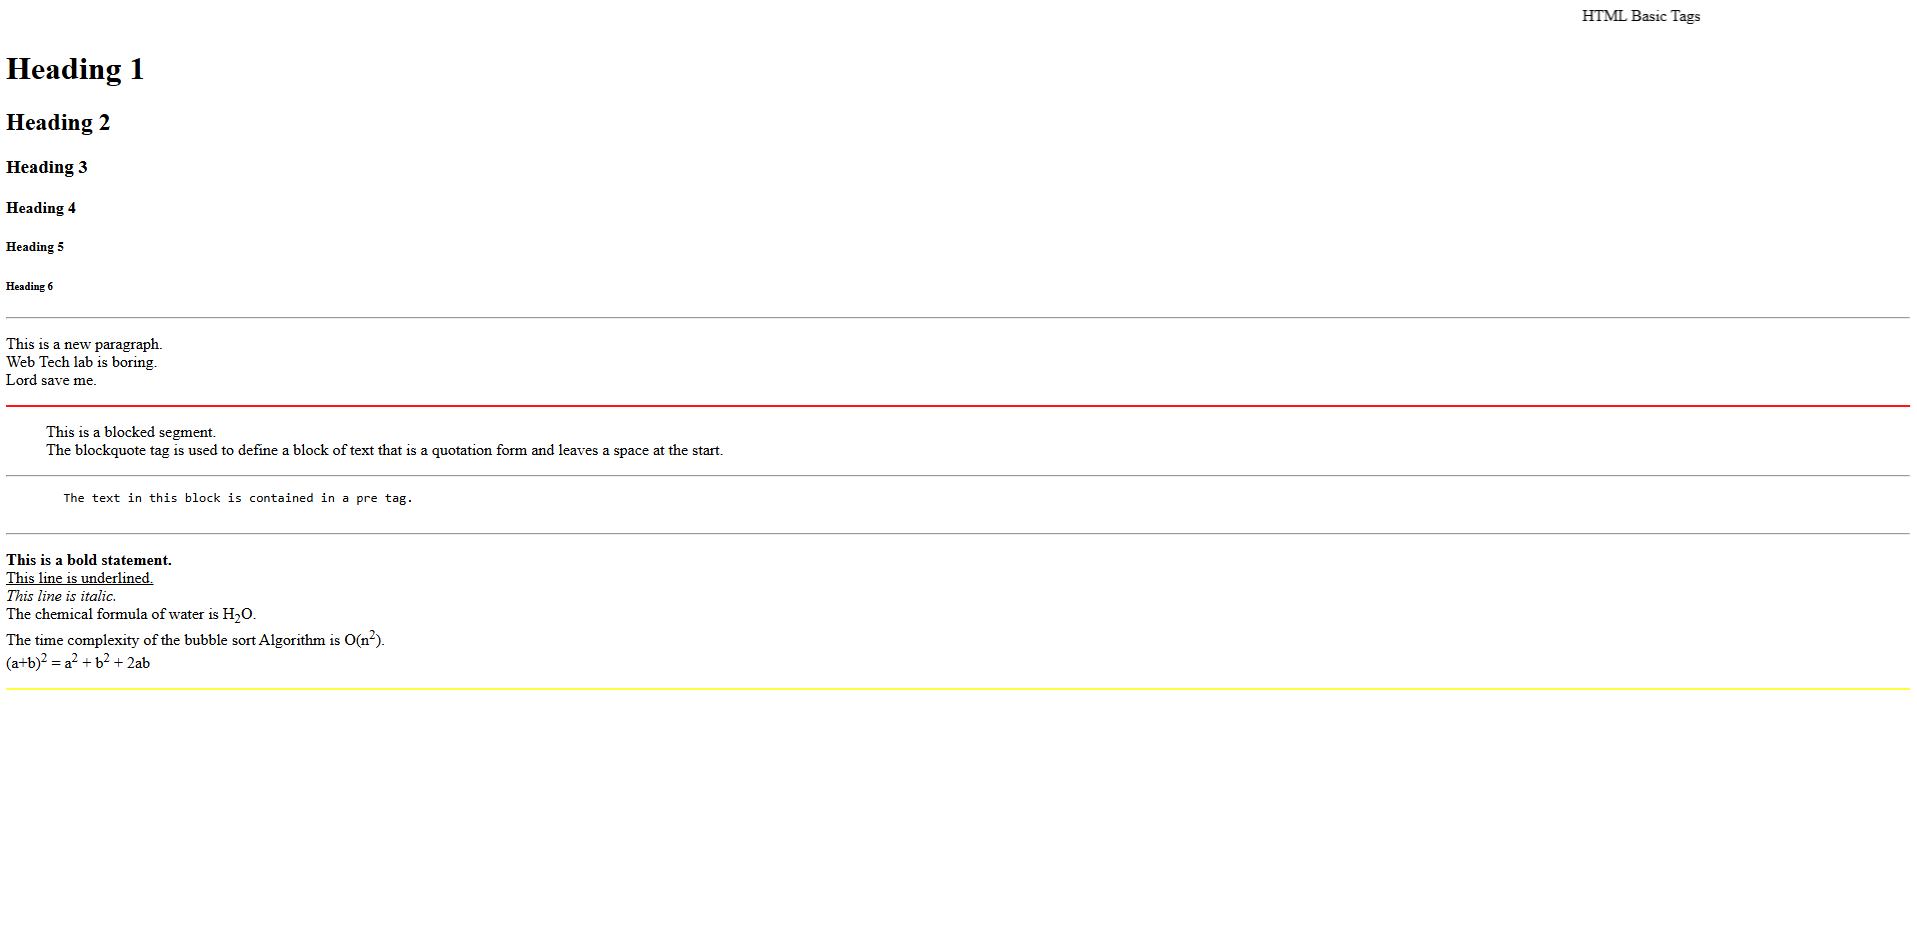 HTML Basic Tags
Heading 1
Heading 2
Heading 3
Heading 4
Heading 5
Heading 6
This is a new paragraph.
Web Tech lab is boring.
Lord save me.
This is a blocked segment.
The blockquote tag is used to define a block of text that is a quotation form and leaves a space at the start.
The text in this block is contained in a pre tag.
This is a bold statement.
This line is underlined.
This line is italic.
The chemical formula of water is H₂O.
The time complexity of the bubble sort Algorithm is O(n²).
(a+b)² = a² + b² + 2ab